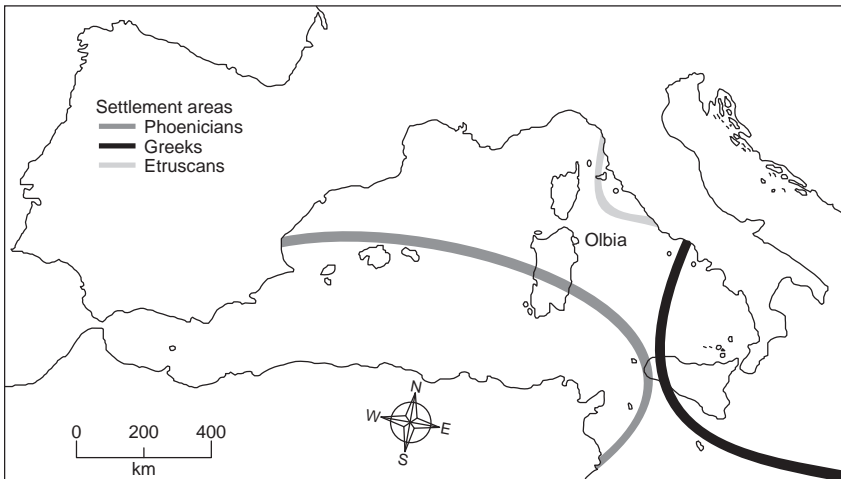 Settlement areas
Phoenicians
Greeks
Etruscans
Olbia
N
W
E
S
0 200 400
km